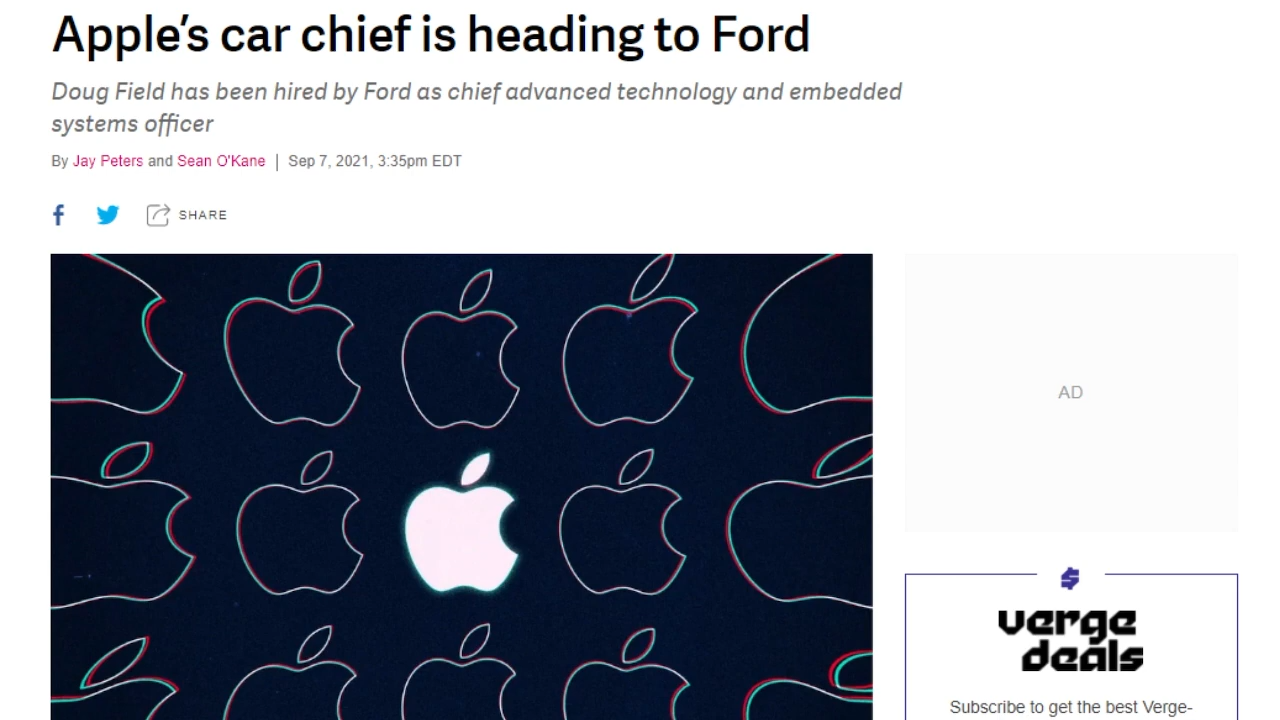 Apple's car chief is heading to Ford
Doug Field has been hired by Ford as chief advanced technology and embedded
systems officer
By Jay Peters and Sean O'Kane | Sep 7, 2021, 3:35pm EDT
SHARE
AD
verge
deals
Subscribe to get the best Verge-